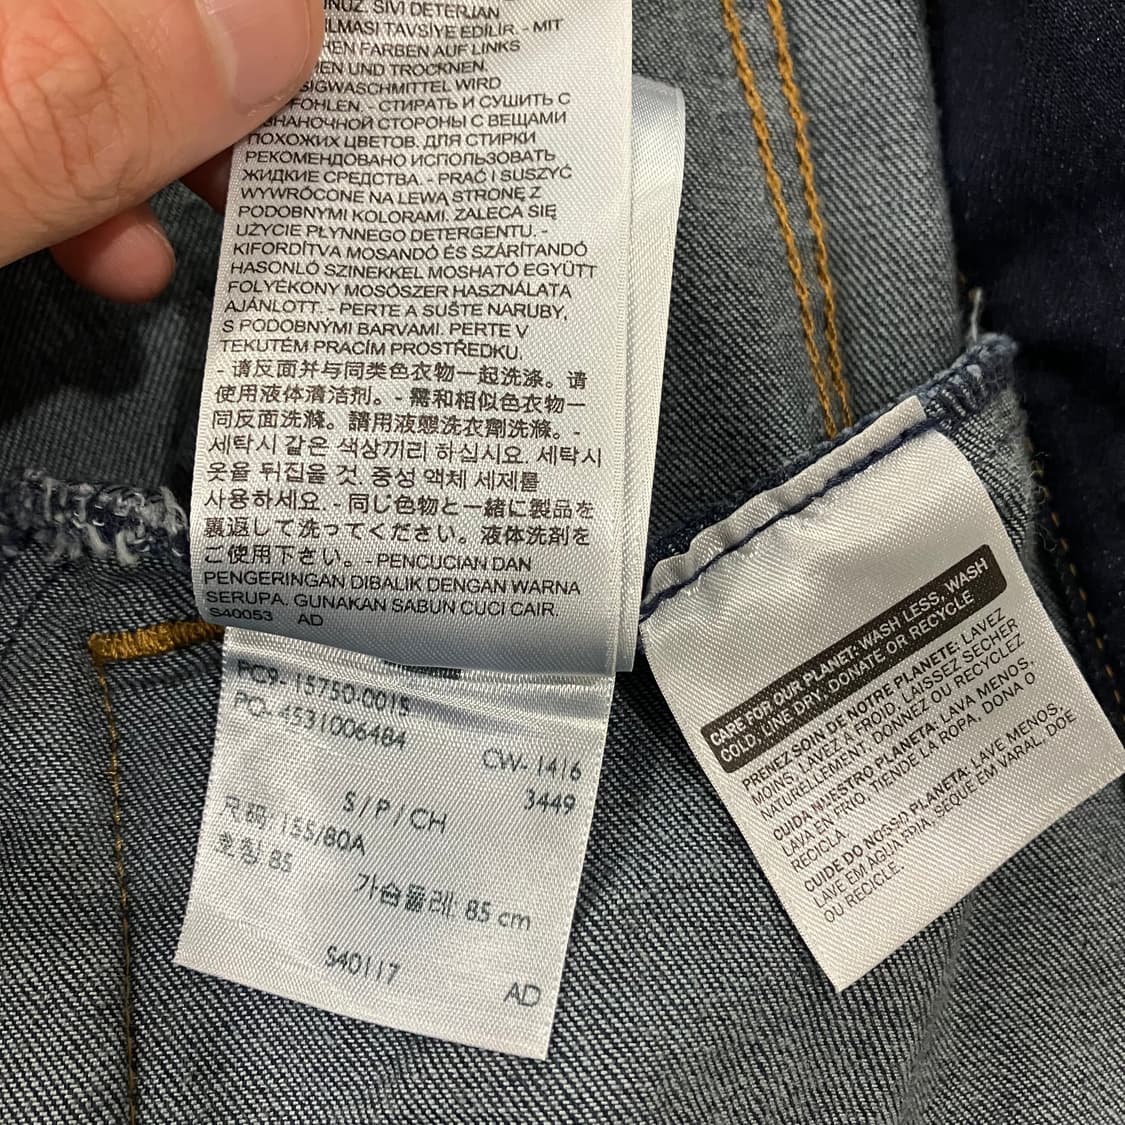 SIVI DETERJAN
TAVSİYE EDİLİR. - MIT
FARBEN AUF LINKS
UND TROCKNEN.
WIRD
- СТИРАТЬ И СУШИТЬ С
СТОРОНЫ С ВЕЩАМИ
ПОХОЖИХ ЦВЕТОВ. ДЛЯ СТИРКИ
РЕКОМЕНДОВАНО ИСПОЛЬЗОВАТЬ
ЖИДКИЕ СРЕДСТВА. - PRAĆ I SUSZYĆ
WYWRÓCONE NA LEWĄ STRONĘ Z
PODOBNYMI KOLORAMI. ZALECA SIĘ
UŻYCIE PŁYNNEGO DETERGENTU. -
KIFORDÍTVA MOSANDÓ ÉS SZÁRÍTANDÓ
HASONLÓ SZINEKKEL MOSHATÓ EGYÜTT
FOLYÉKONY MOSÓSZER HASZNÁLATA
AJÁNLOTT. - PERTE A SUŠTE NARUBY,
S PODOBNÝMI BARVAMI. PERTE V
TEKUTÉM PRACÍM PROSTŘEDKU.
- 请反面并与同类色衣物一起洗涤。请
使用液体清洁剂。- 需和相似色衣物一
同反面洗滌。請用液態洗衣劑洗滌。-
세탁시 같은 색상끼리 하십시요. 세탁시
옷을 뒤집을 것. 중성 액체 세제를
사용하세요. - 同じ色物と一緒に製品を
裏返して洗ってください。液体洗剤を
ご使用下さい。- PENCUCIAN DAN
PENGERINGAN DIBALIK DENGAN WARNA
SERUPA. GUNAKAN SABUN CUCI CAIR.
S40053 AD
PC9- 15750-0015
PO- 4531006484
CW- 1416
3449
S / P / CH
尺码/155/80A
호칭 85
가슴둘레: 85 cm
S40117
AD
CARE FOR OUR PLANET: WASH LESS, WASH
COLD, LINE DRY, DONATE OR RECYCLE.
PRENEZ SOIN DE NOTRE PLANETE: LAVEZ
MOINS, LAVEZ À FROID, LAISSEZ SECHER
NATURELLEMENT, DONNEZ OU RECYCLEZ
CUIDA NUESTRO PLANETA: LAVA MENOS,
LAVA EN FRIO, TIENDE LA ROPA, DONA O
RECICLA.
CUIDE DO NOSSO PLANETA: LAVE MENOS,
LAVE EM AGUA FRIA, SEQUE EM VARAL, DOE
OU RECICLE.